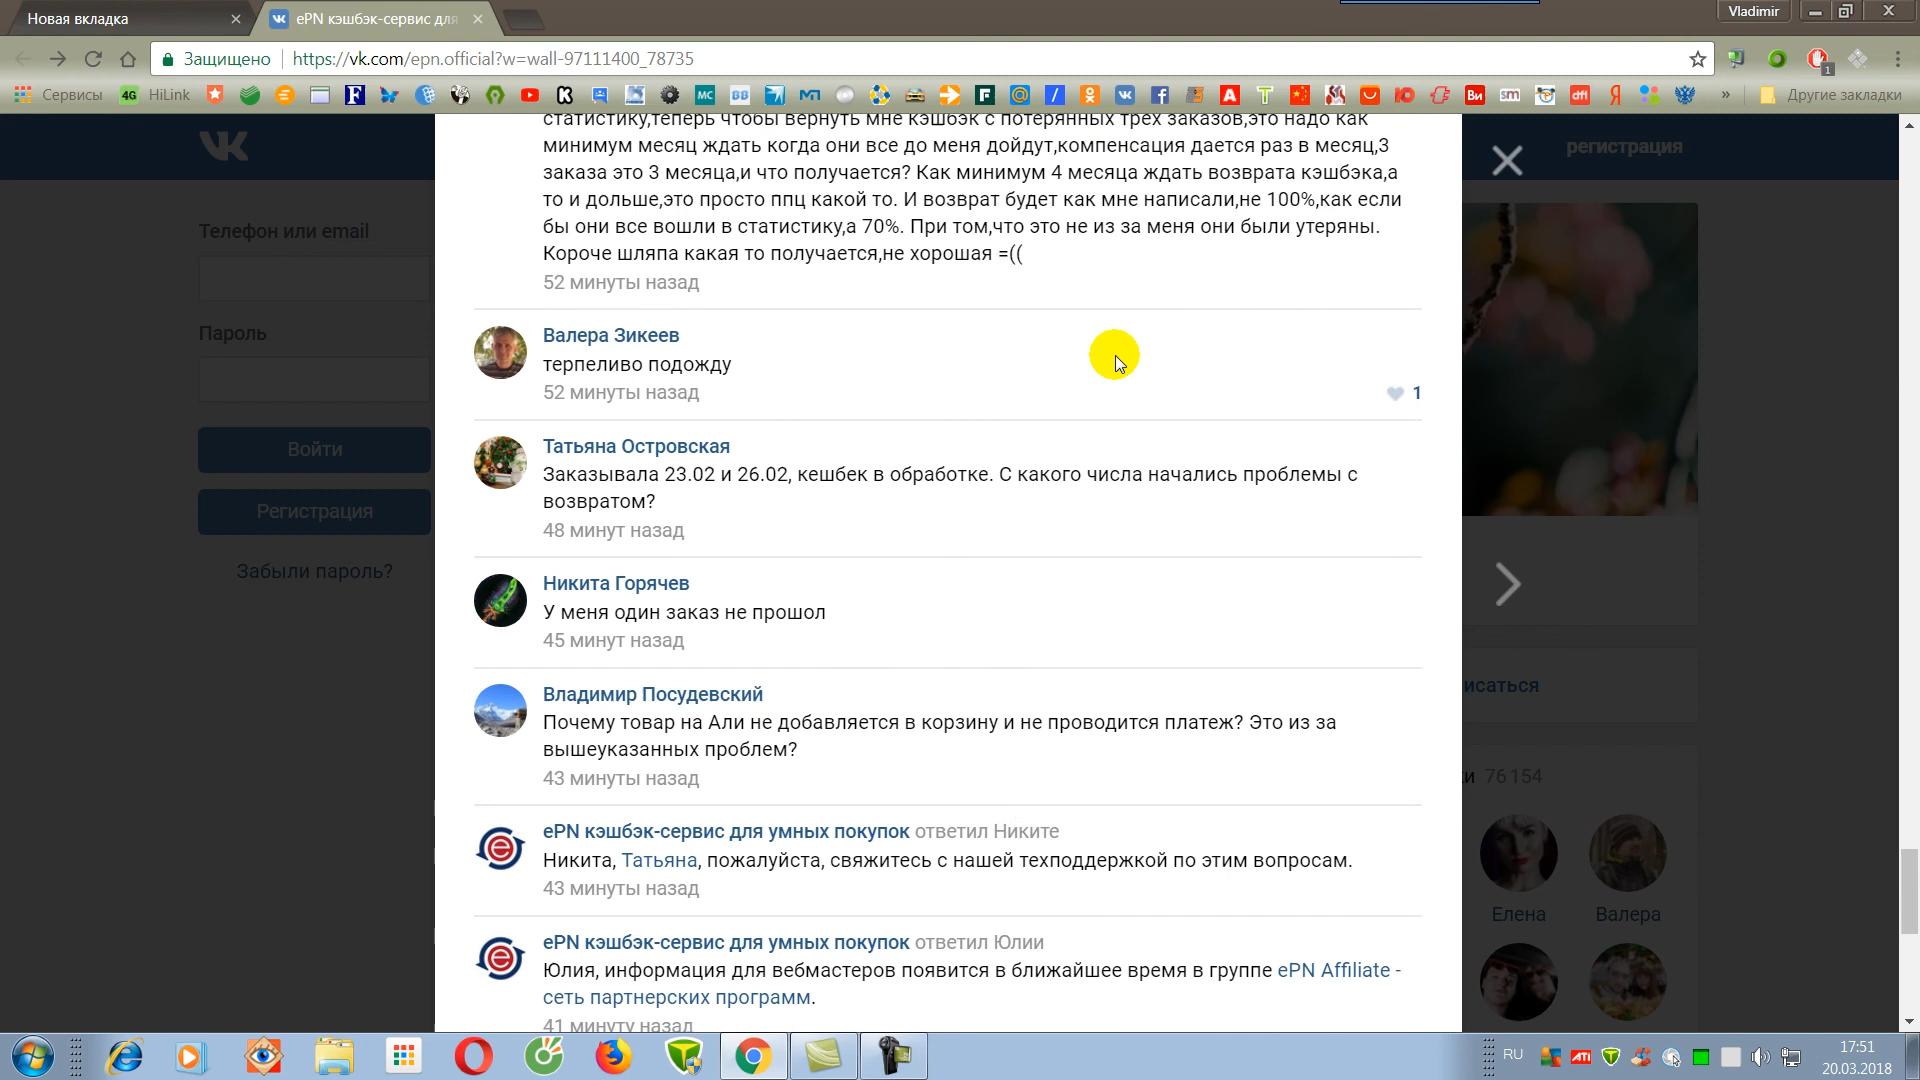 Новая вкладка
ePN кэшбэк-сервис для
Vladimir
Защищено
https://vk.com/epn.official?w=wall-97111400_78735
1
Сервисы
4G HiLink
Другие закладки
регистрация
Телефон или email
Пароль
Войти
Регистрация
Забыли пароль?
статистику,теперь чтобы вернуть мне кэшбэк с потерянных трех заказов,это надо как
минимум месяц ждать когда они все до меня дойдут,компенсация дается раз в месяц,3
заказа это 3 месяца,и что получается? Как минимум 4 месяца ждать возврата кэшбэка,а
то и дольше,это просто ппц какой то. И возврат будет как мне написали,не 100%,как если
бы они все вошли в статистику,а 70%. При том,что это не из за меня они были утеряны.
Короче шляпа какая то получается,не хорошая =((
52 минуты назад
Валера Зикеев
терпеливо подожду
52 минуты назад
1
Татьяна Островская
Заказывала 23.02 и 26.02, кешбек в обработке. С какого числа начались проблемы с
возвратом?
48 минут назад
Никита Горячев
У меня один заказ не прошол
45 минут назад
Владимир Посудевский
Почему товар на Али не добавляется в корзину и не проводится платеж? Это из за
вышеуказанных проблем?
43 минуты назад
ePN кэшбэк-сервис для умных покупок ответил Никите
Никита, Татьяна, пожалуйста, свяжитесь с нашей техподдержкой по этим вопросам.
43 минуты назад
ePN кэшбэк-сервис для умных покупок ответил Юлии
Юлия, информация для вебмастеров появится в ближайшее время в группе ePN Affiliate -
сеть партнерских программ.
41 минуту назад
исаться
и 76 154
Елена
Валера
RU
ATI
17:51
20.03.2018